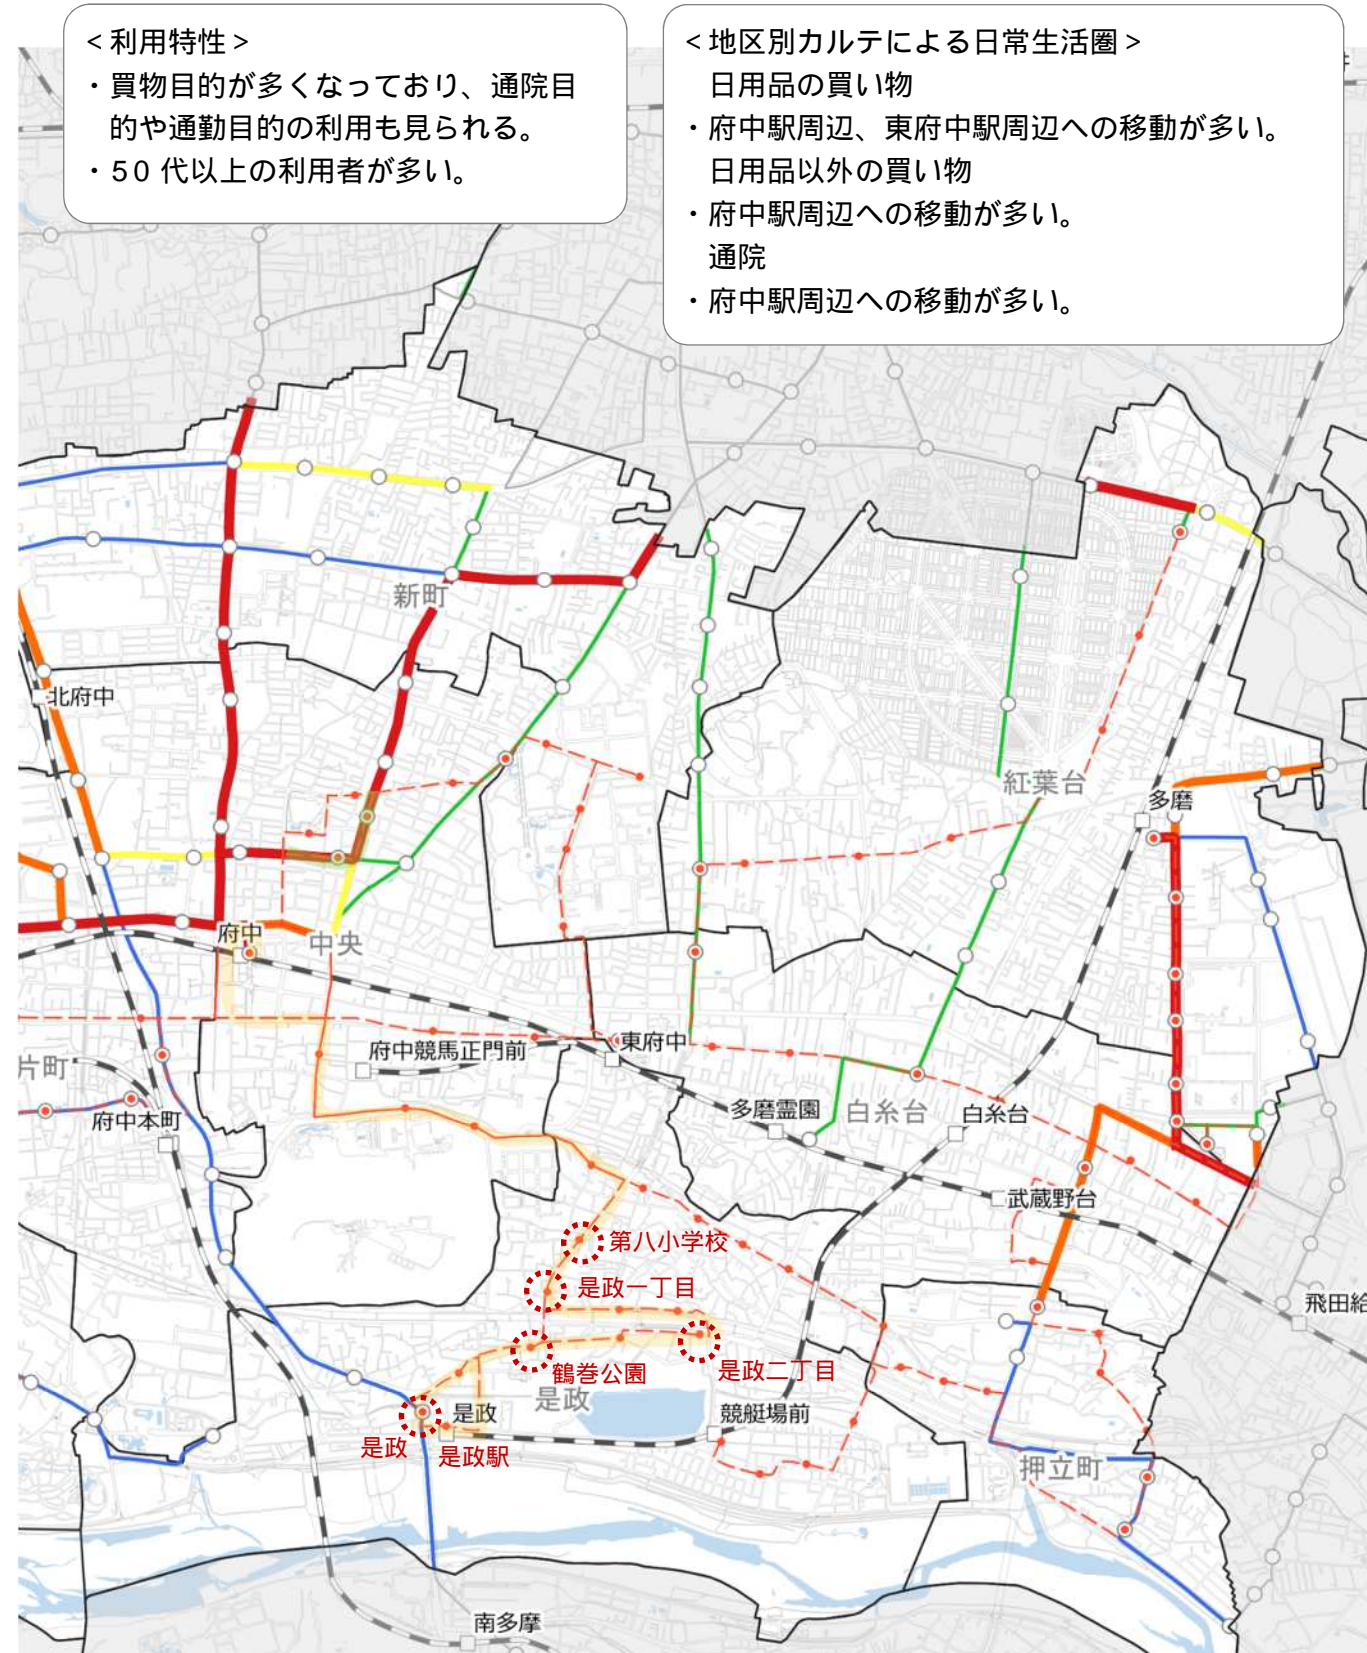 ＜利用特性＞
・買物目的が多くなっており、通院目
的や通勤目的の利用も見られる。
・50 代以上の利用者が多い。
＜地区別カルテによる日常生活圏＞
日用品の買い物
・府中駅周辺、東府中駅周辺への移動が多い。
日用品以外の買い物
・府中駅周辺への移動が多い。
通院
・府中駅周辺への移動が多い。
新町
北府中
紅葉台
多磨
府中
中央
東府中
府中競馬正門前
片町
府中本町
多磨霊園
白糸台
白糸台
武蔵野台
第八小学校
是政一丁目
飛田給
鶴巻公園
是政二丁目
是政
是政
競艇場前
是政
是政駅
押立町
南多摩